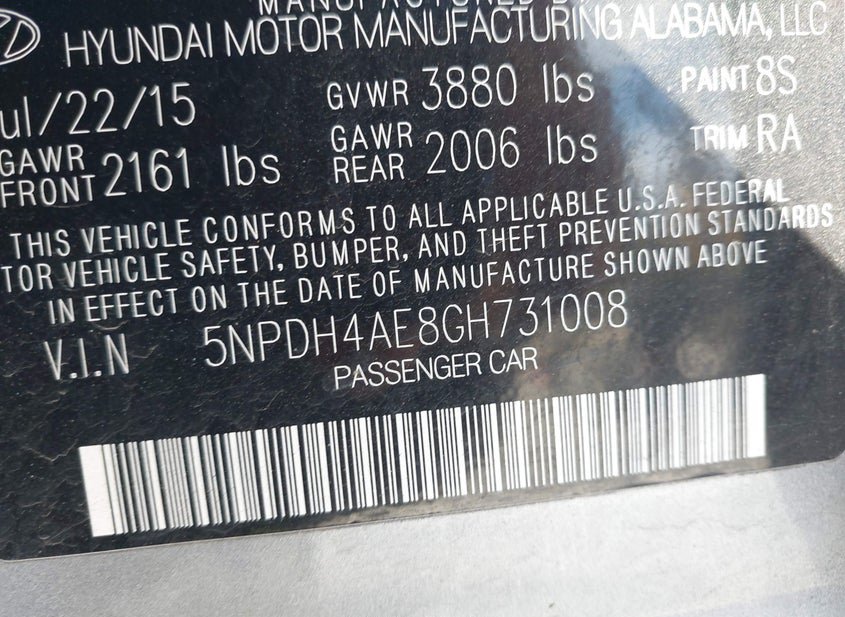 MANUFACTURED B
HYUNDAI MOTOR MANUFACTURING ALABAMA, LLC
ul/22/15 GVWR 3880 lbs PAINT 8S
GAWR FRONT 2161 lbs GAWR REAR 2006 lbs TRIM RA
THIS VEHICLE CONFORMS TO ALL APPLICABLE U.S.A. FEDERAL
TOR VEHICLE SAFETY, BUMPER, AND THEFT PREVENTION STANDARDS
IN EFFECT ON THE DATE OF MANUFACTURE SHOWN ABOVE
V.I.N 5NPDH4AE8GH731008
PASSENGER CAR